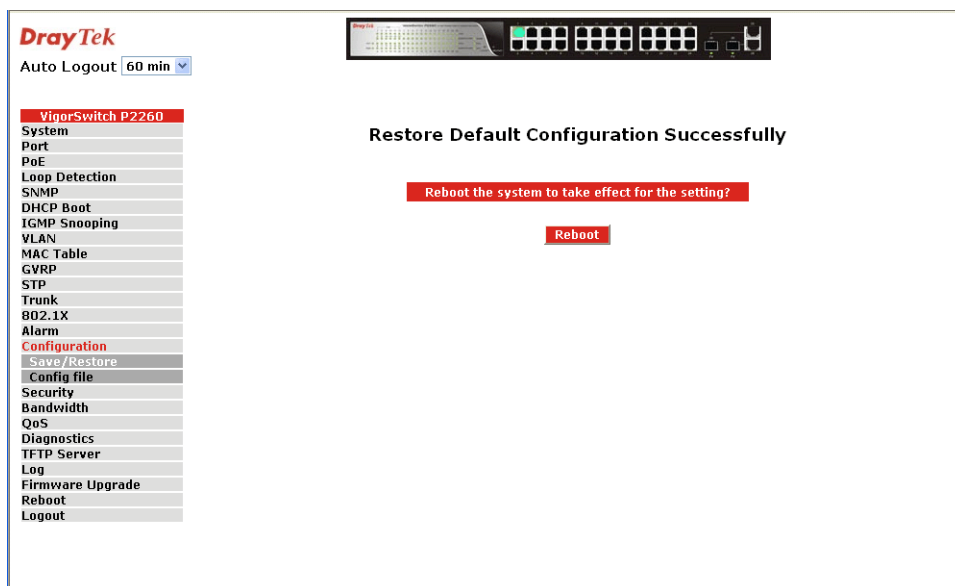 DrayTek
Auto Logout 60 min
VigorSwitch P2260
System
Port
PoE
Loop Detection
SNMP
DHCP Boot
IGMP Snooping
VLAN
MAC Table
GVRP
STP
Trunk
802.1X
Alarm
Configuration
Save/Restore
Config file
Security
Bandwidth
QoS
Diagnostics
TFTP Server
Log
Firmware Upgrade
Reboot
Logout
Restore Default Configuration Successfully
Reboot the system to take effect for the setting?
Reboot